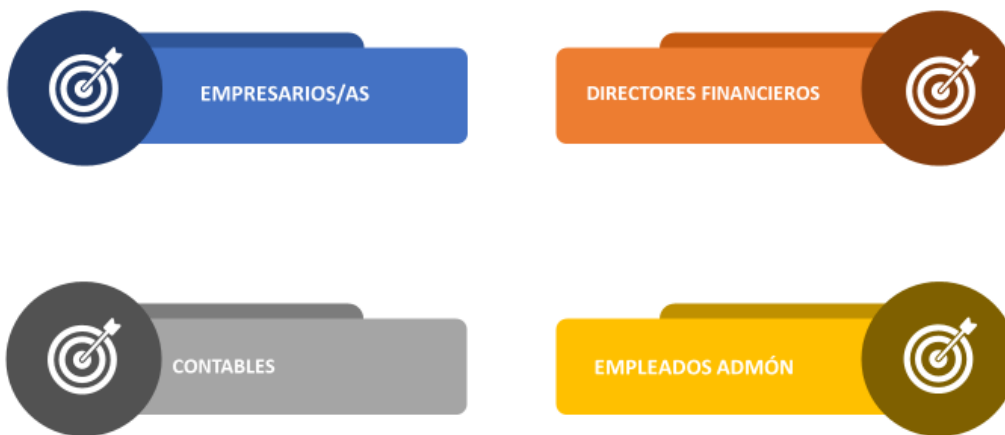 EMPRESARIOS/AS
DIRECTORES FINANCIEROS
CONTABLES
EMPLEADOS ADMÓN